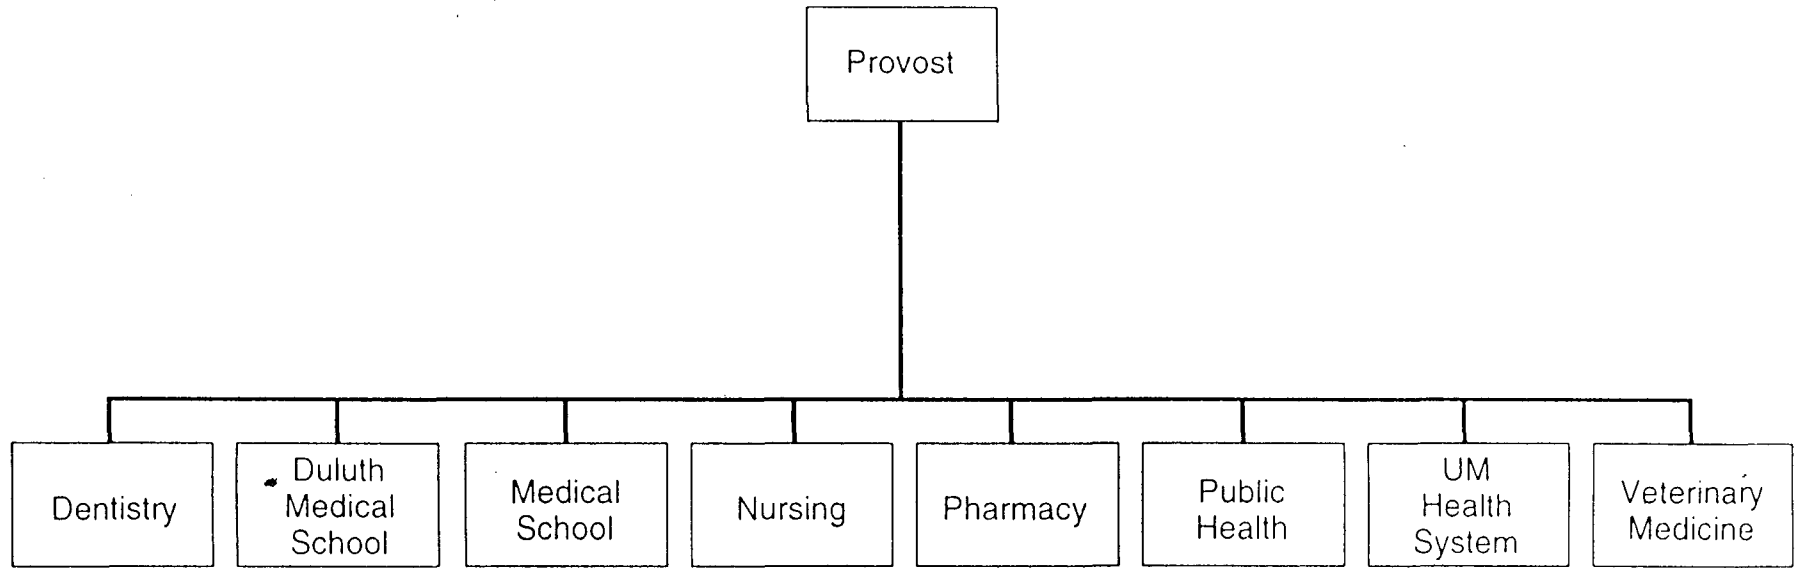 Provost
Dentistry
Duluth
Medical
School
Medical
School
Nursing
Pharmacy
Public
Health
UM
Health
System
Veterinary
Medicine